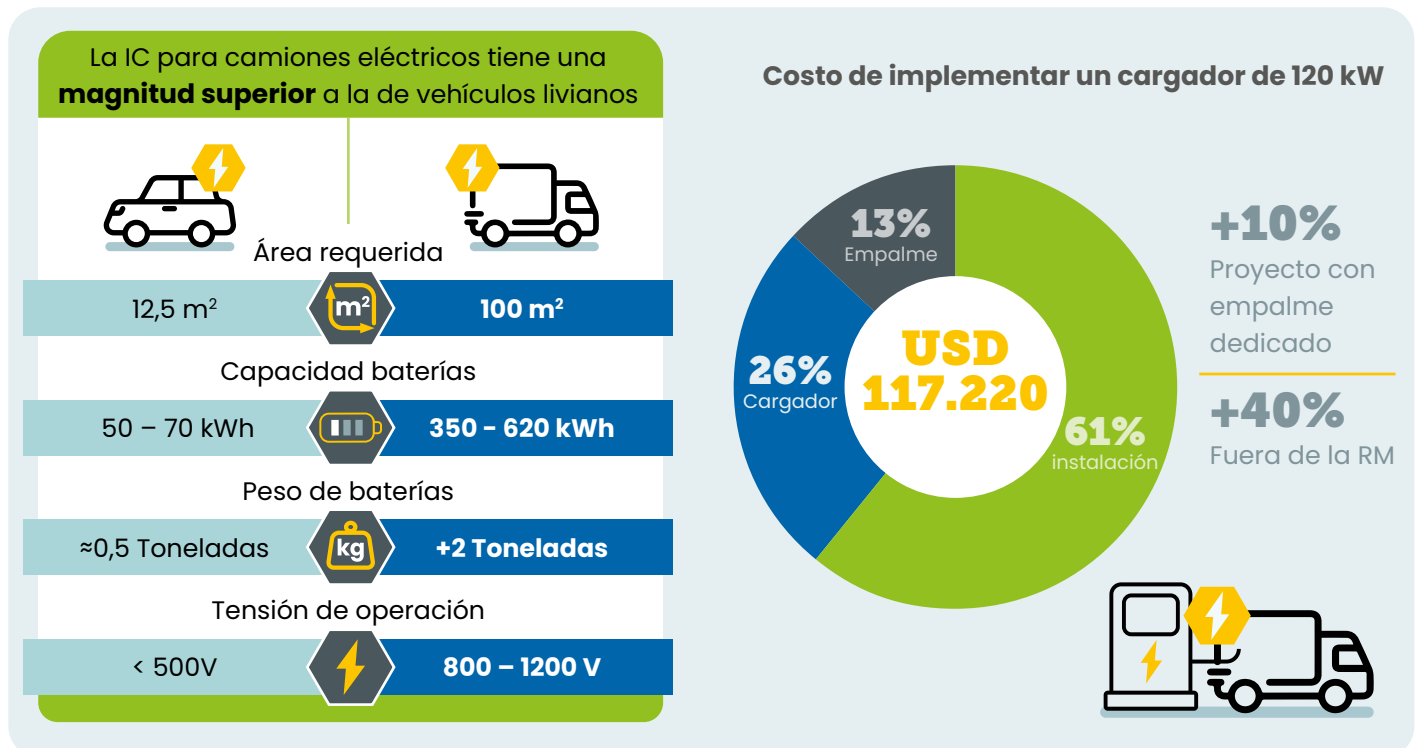 La IC para camiones eléctricos tiene una
magnitud superior a la de vehículos livianos
Área requerida
12,5 m²
m²
100 m²
Capacidad baterías
50 – 70 kWh
350 - 620 kWh
Peso de baterías
≈0,5 Toneladas
kg
+2 Toneladas
Tensión de operación
< 500V
800 – 1200 V
Costo de implementar un cargador de 120 kW
13%
Empalme
26%
Cargador
USD
117.220
61%
instalación
+10%
Proyecto con
empalme
dedicado
+40%
Fuera de la RM